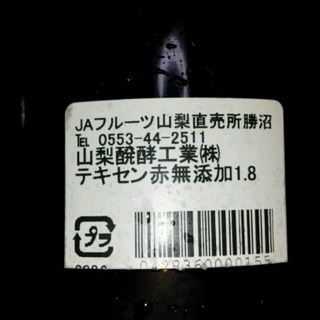 JAフルーツ山梨直売所勝沼
℡ 0553-44-2511
山梨醗酵工業㈱
テキセン赤無添加1.8
プラ